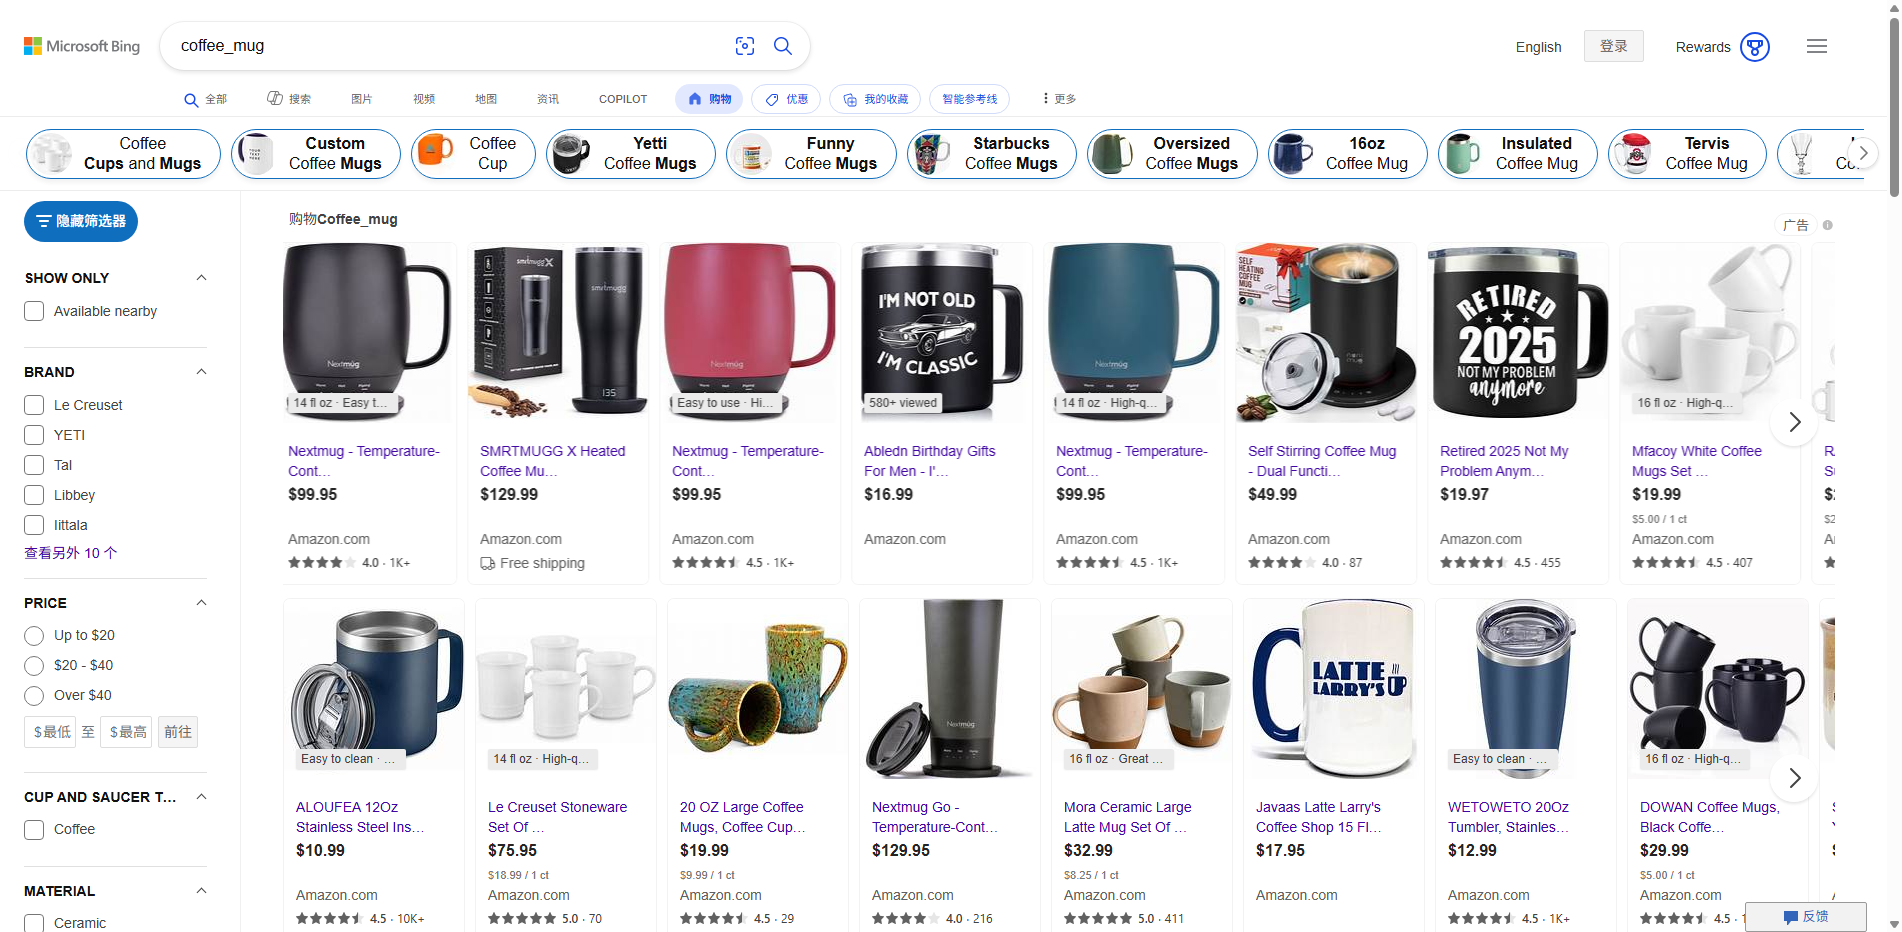 Microsoft Bing
coffee_mug
English
登录
Rewards
全部
搜索
图片
视频
地图
资讯
COPILOT
购物
优惠
我的收藏
智能参考线
更多
Coffee
Cups and Mugs
Custom
Coffee Mugs
Coffee
Cup
Yetti
Coffee Mugs
Funny
Coffee Mugs
Starbucks
Coffee Mugs
Oversized
Coffee Mugs
16oz
Coffee Mug
Insulated
Coffee Mug
Tervis
Coffee Mug
隐藏筛选器
SHOW ONLY
Available nearby
BRAND
Le Creuset
YETI
Tal
Libbey
Iittala
查看另外 10 个
PRICE
Up to $20
$20 - $40
Over $40
$最低 至 $最高 前往
CUP AND SAUCER T...
Coffee
MATERIAL
Ceramic
购物Coffee_mug
广告
Nextmug
14 fl oz · Easy t...
Nextmug - Temperature-
Cont...
$99.95
Amazon.com
4.0 · 1K+
smrtmuggX
smrtmugg
135
SMRTMUGG X Heated
Coffee Mu...
$129.99
Amazon.com
Free shipping
Nextmug
Easy to use · Hi...
Nextmug - Temperature-
Cont...
$99.95
Amazon.com
4.5 · 1K+
I'M NOT OLD
I'M CLASSIC
580+ viewed
Abledn Birthday Gifts
For Men - I'...
$16.99
Amazon.com
Nextmug
14 fl oz · High-q...
Nextmug - Temperature-
Cont...
$99.95
Amazon.com
4.5 · 1K+
SELF
HEATING
COFFEE
MUG
Self Stirring Coffee Mug
- Dual Functi...
$49.99
Amazon.com
4.0 · 87
RETIRED
2025
NOT MY PROBLEM
anymore
Retired 2025 Not My
Problem Anym...
$19.97
Amazon.com
4.5 · 455
16 fl oz · High-q...
Mfacoy White Coffee
Mugs Set ...
$19.99
$5.00 / 1 ct
Amazon.com
4.5 · 407
Easy to clean · ...
ALOUFEA 12Oz
Stainless Steel Ins...
$10.99
Amazon.com
4.5 · 10K+
14 fl oz · High-q...
Le Creuset Stoneware
Set Of ...
$75.95
$18.99 / 1 ct
Amazon.com
5.0 · 70
20 OZ Large Coffee
Mugs, Coffee Cup...
$19.99
$9.99 / 1 ct
Amazon.com
4.5 · 29
Nextmug
Nextmug Go -
Temperature-Cont...
$129.95
Amazon.com
4.0 · 216
16 fl oz · Great ...
Mora Ceramic Large
Latte Mug Set Of ...
$32.99
$8.25 / 1 ct
Amazon.com
5.0 · 411
LATTE
LARRY'S
Javaas Latte Larry's
Coffee Shop 15 Fl...
$17.95
Amazon.com
Easy to clean · ...
WETOWETO 20Oz
Tumbler, Stainles...
$12.99
Amazon.com
4.5 · 1K+
16 fl oz · High-q...
DOWAN Coffee Mugs,
Black Coffe...
$29.99
$5.00 / 1 ct
Amazon.com
4.5
反馈